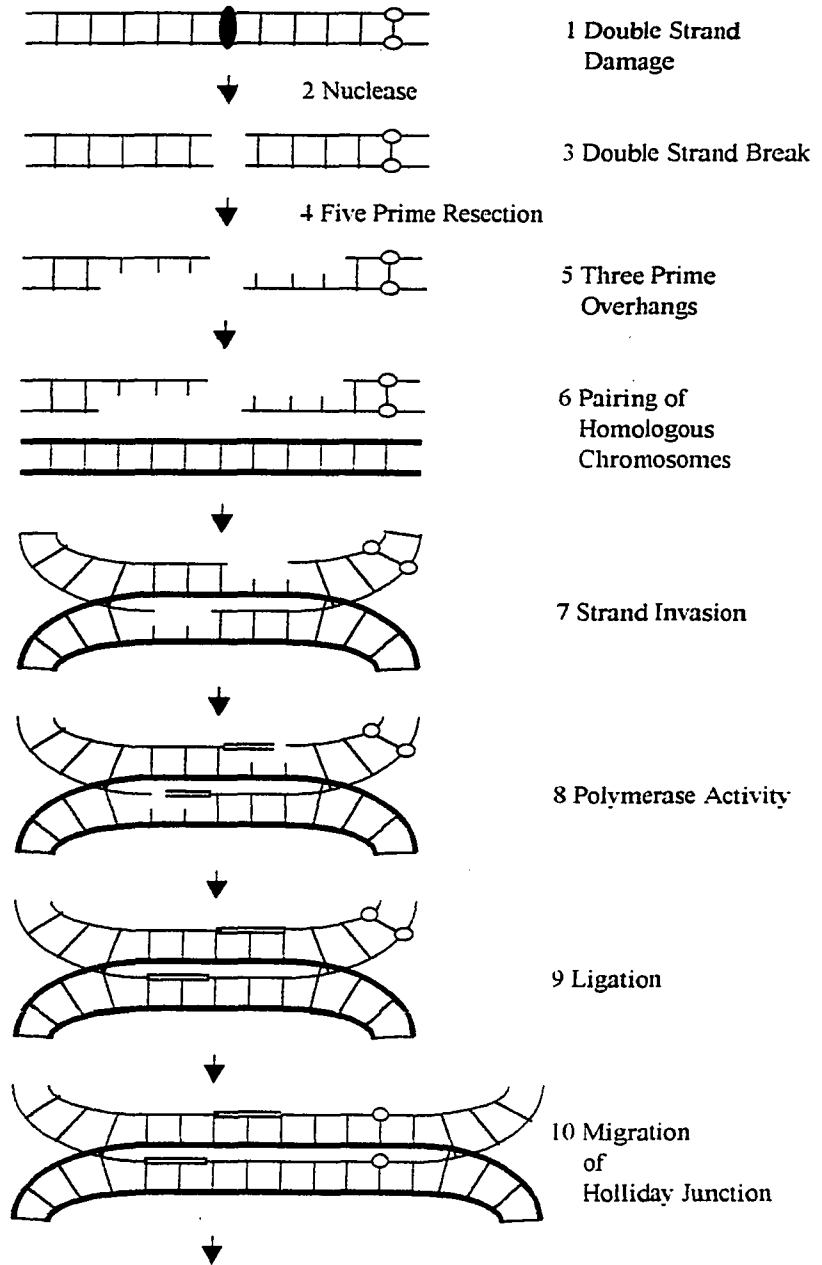 1 Double Strand
Damage
2 Nuclease
3 Double Strand Break
4 Five Prime Resection
5 Three Prime
Overhangs
6 Pairing of
Homologous
Chromosomes
7 Strand Invasion
8 Polymerase Activity
9 Ligation
10 Migration
of
Holliday Junction